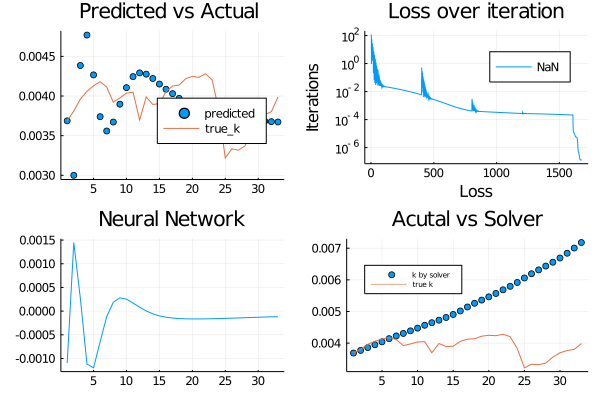 Predicted vs Actual
0.0045
0.0040
0.0035
0.0030
predicted
true_k
5 10 15 20 25 30
Loss over iteration
Iterations
10^2
10^0
10^-2
10^-4
10^-6
NaN
0 500 1000 1500
Loss
Neural Network
0.0015
0.0010
0.0005
0.0000
-0.0005
-0.0010
5 10 15 20 25 30
Acutal vs Solver
0.007
0.006
0.005
0.004
k by solver
true k
5 10 15 20 25 30